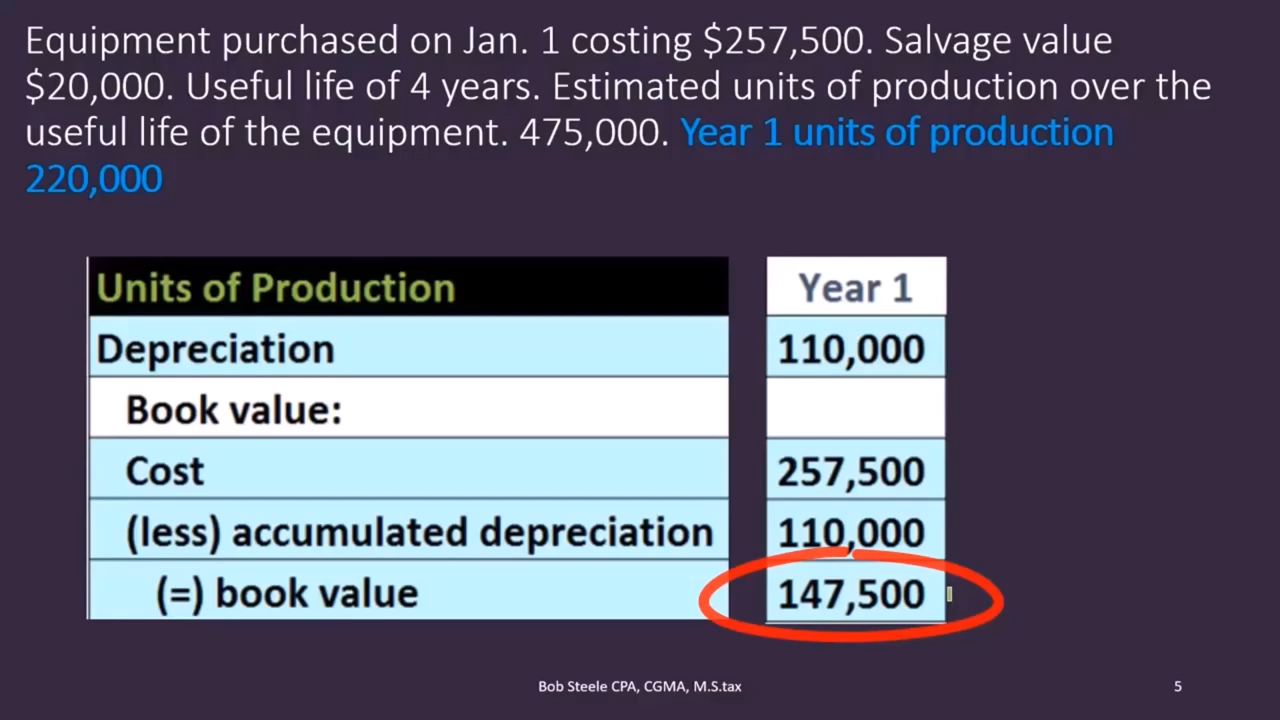 Equipment purchased on Jan. 1 costing $257,500. Salvage value
$20,000. Useful life of 4 years. Estimated units of production over the
useful life of the equipment. 475,000. Year 1 units of production
220,000
Units of Production Year 1
Depreciation 110,000
Book value:
Cost 257,500
(less) accumulated depreciation 110,000
(=) book value 147,500
Bob Steele CPA, CGMA, M.S.tax 5